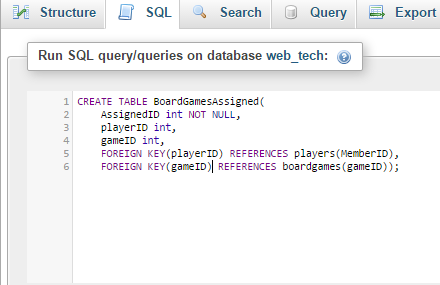 Structure SQL Search Query Export
Run SQL query/queries on database web_tech:
1 CREATE TABLE BoardGamesAssigned(
2 AssignedID int NOT NULL,
3 playerID int,
4 gameID int,
5 FOREIGN KEY(playerID) REFERENCES players(MemberID),
6 FOREIGN KEY(gameID) REFERENCES boardgames(gameID));